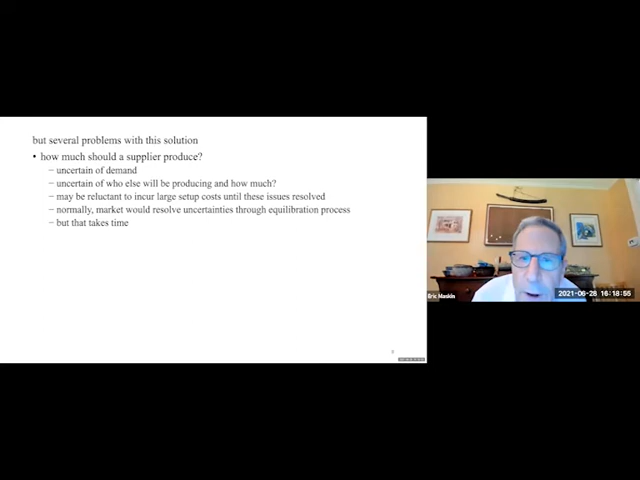 but several problems with this solution
• how much should a supplier produce?
– uncertain of demand
– uncertain of who else will be producing and how much?
– may be reluctant to incur large setup costs until these issues resolved
– normally, market would resolve uncertainties through equilibration process
– but that takes time
Eric Maskin
2021-06-28 16:18:55